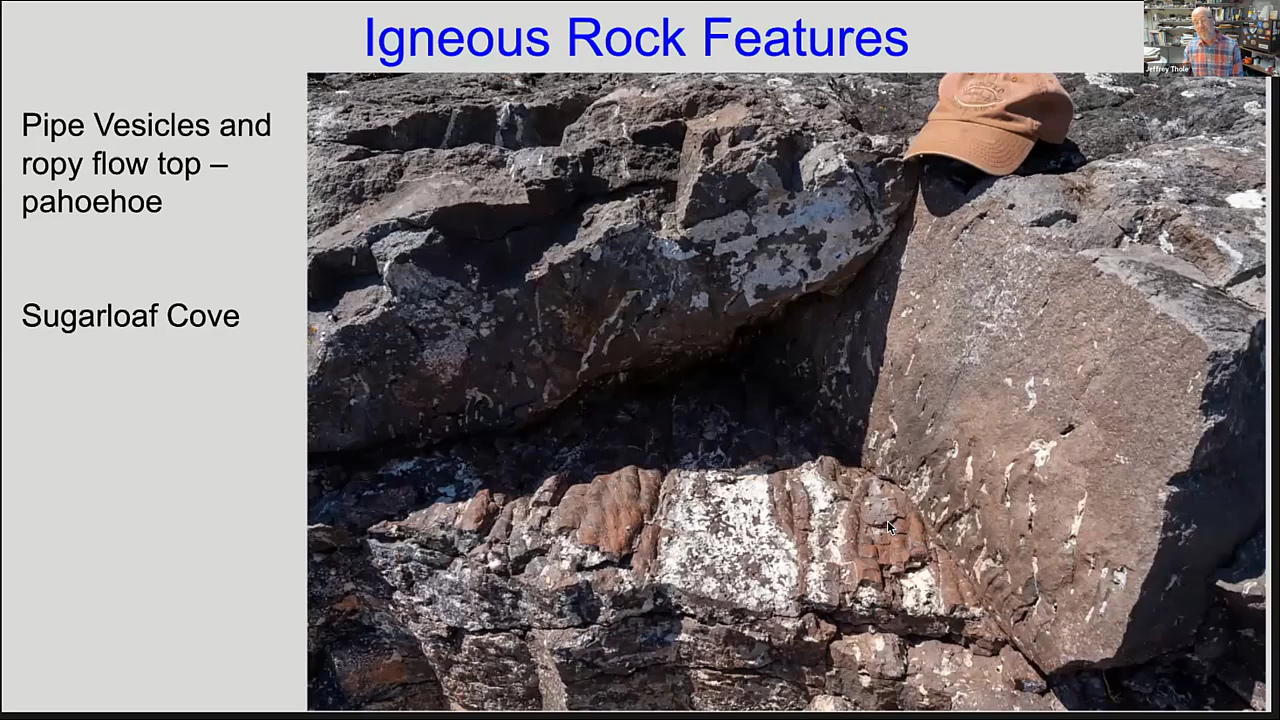 Igneous Rock Features
Jeffrey Thole
Pipe Vesicles and
ropy flow top –
pahoehoe
Sugarloaf Cove